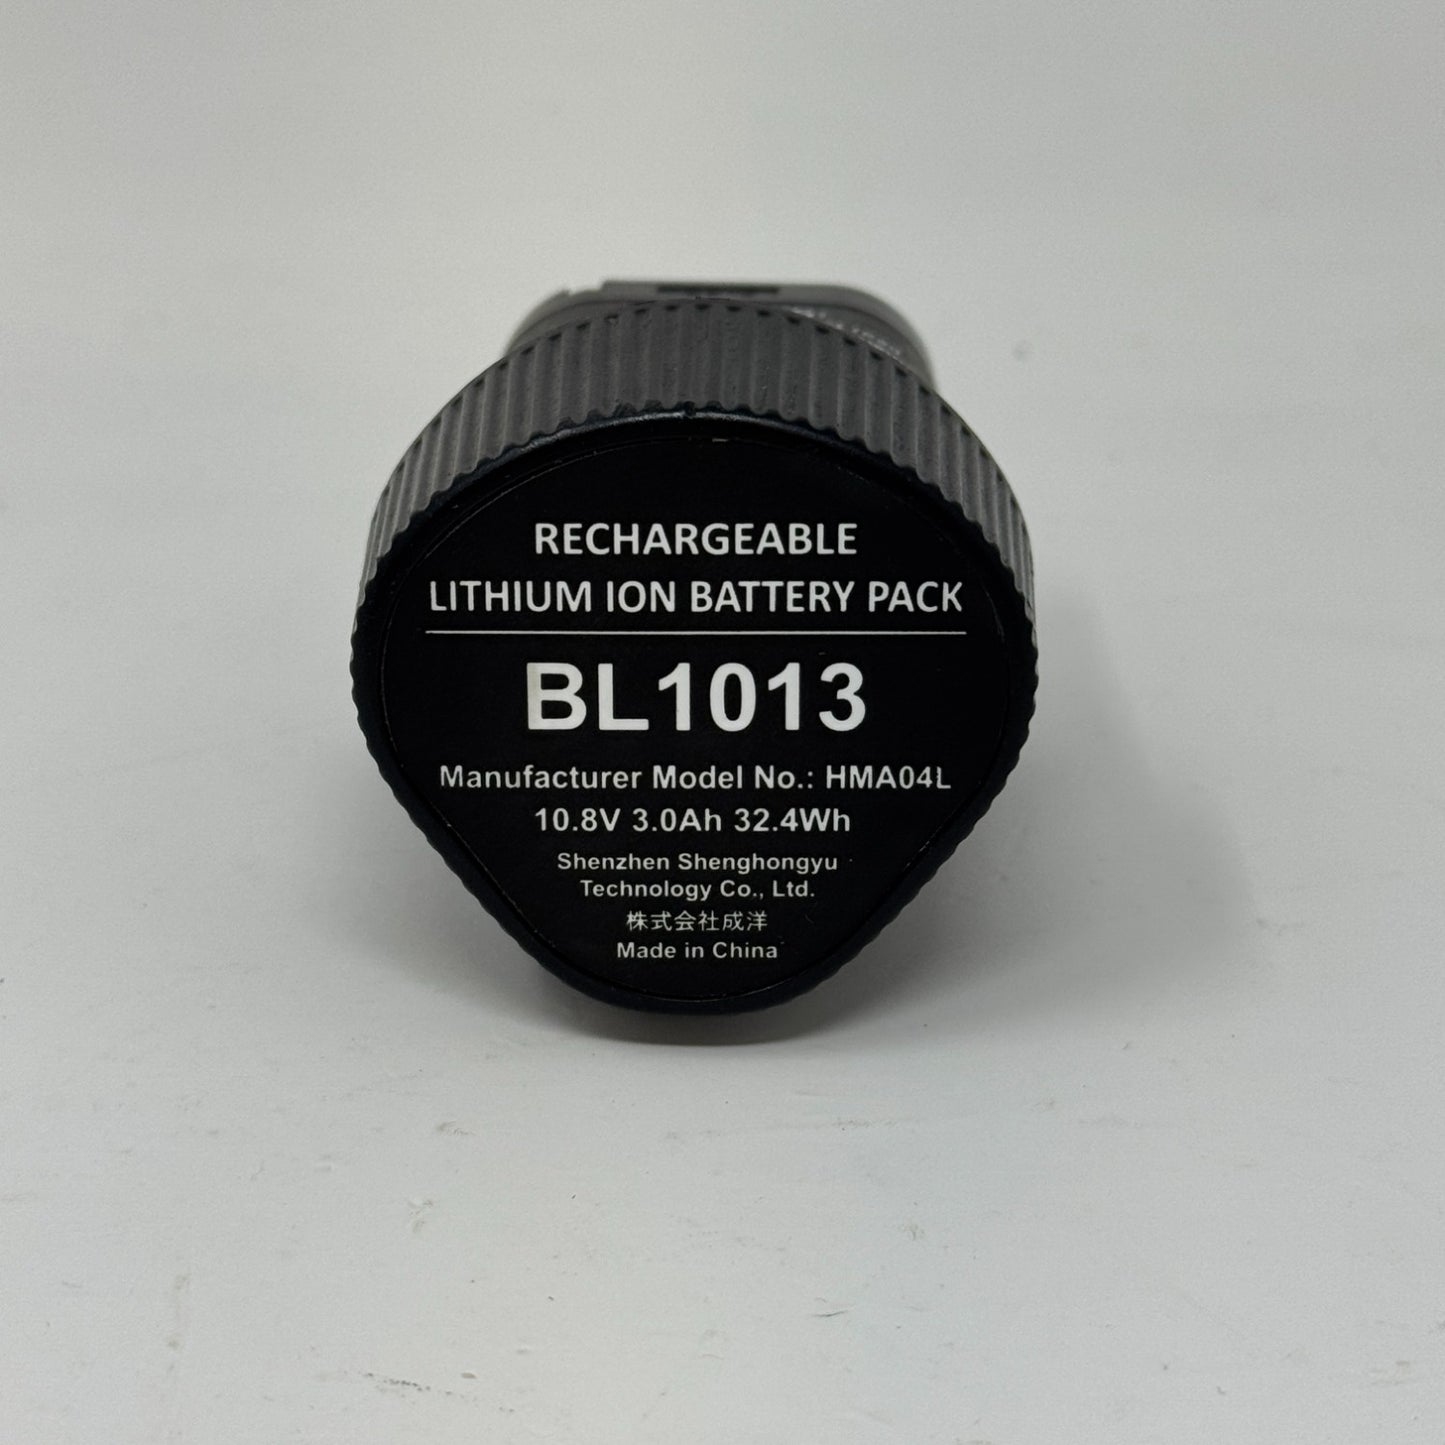 RECHARGEABLE
LITHIUM ION BATTERY PACK
BL1013
Manufacturer Model No.: HMA04L
10.8V 3.0Ah 32.4Wh
Shenzhen Shenghongyu
Technology Co., Ltd.
株式会社成洋
Made in China